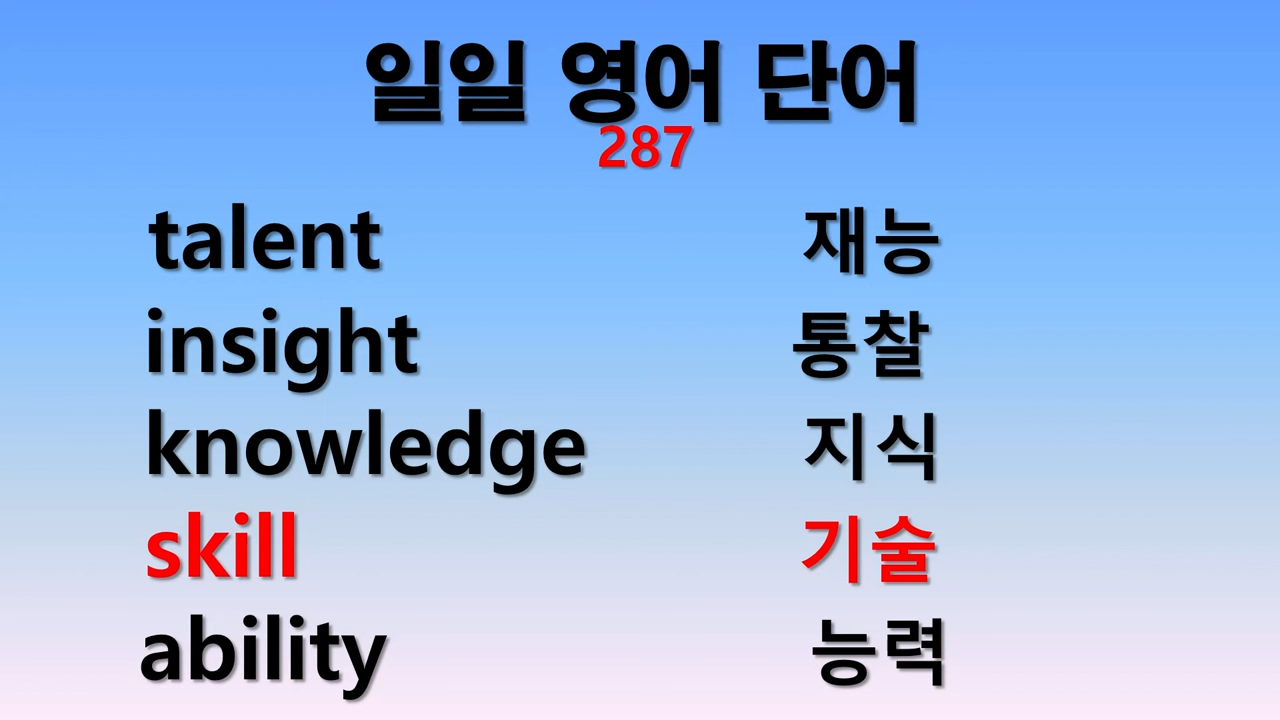 일일 영어 단어
287
talent 재능
insight 통찰
knowledge 지식
skill 기술
ability 능력